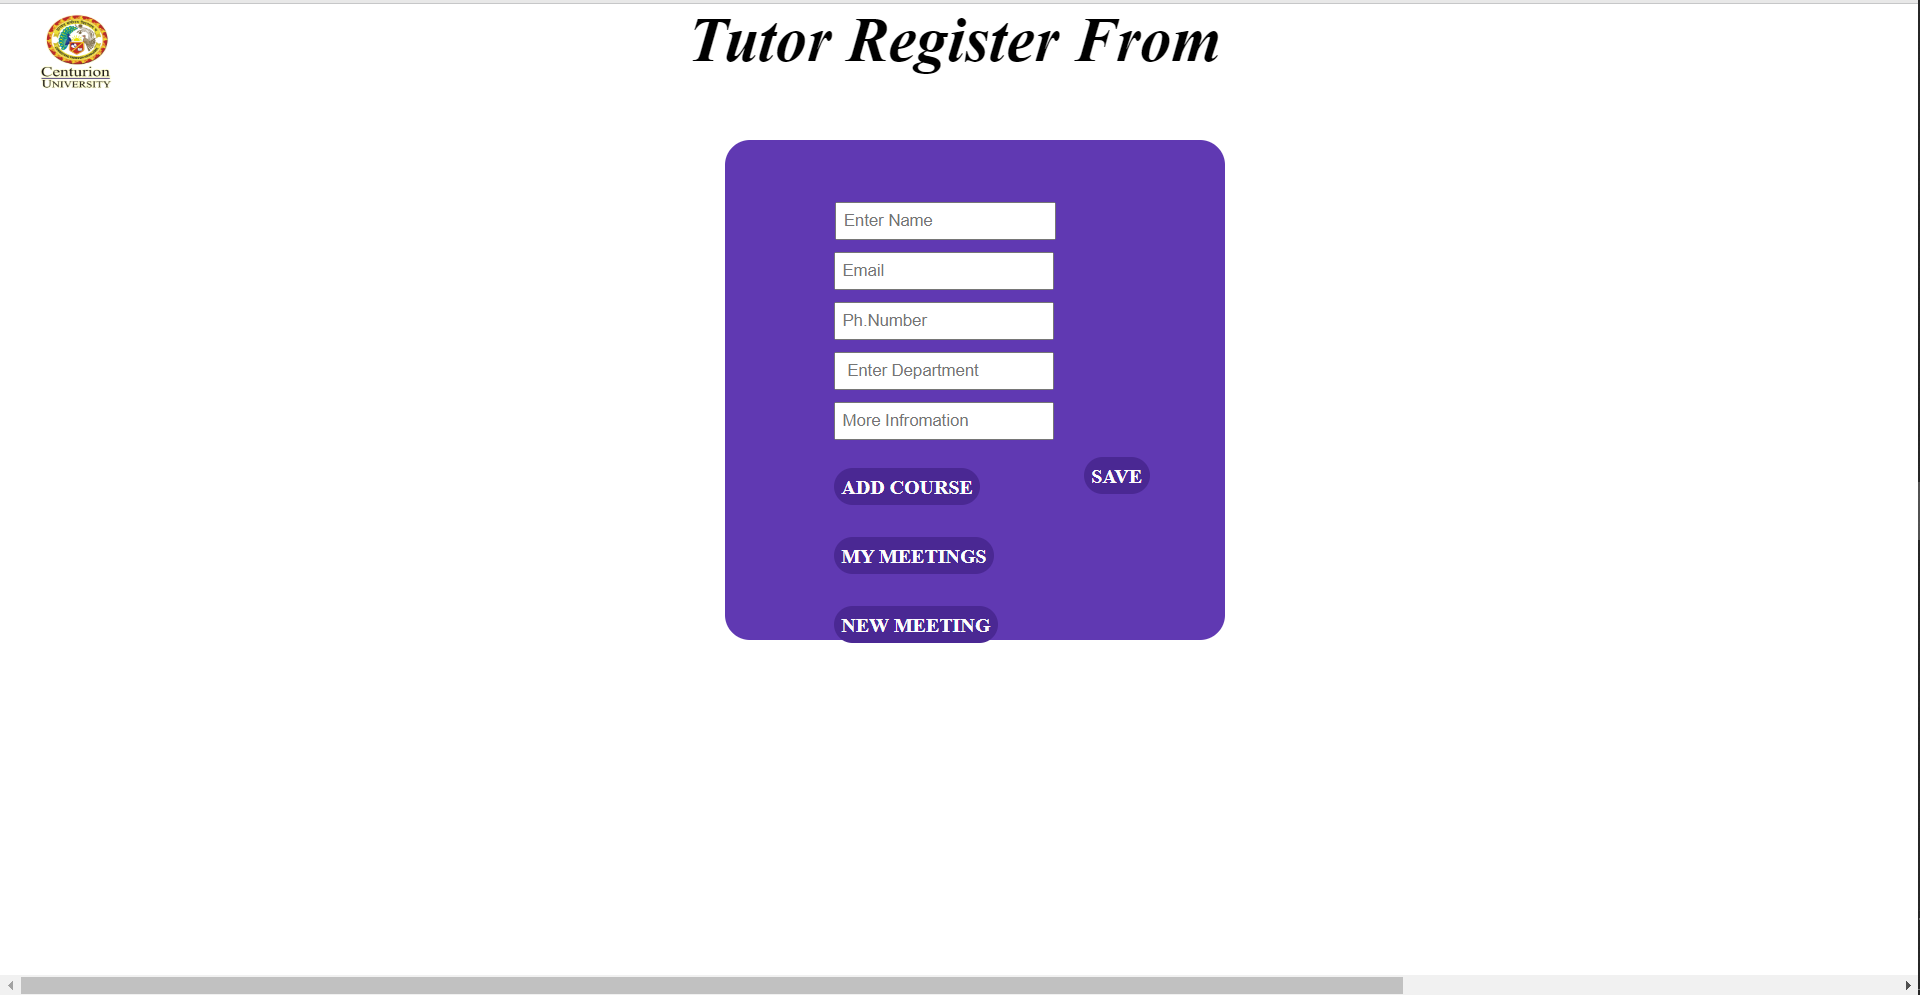 Tutor Register From
Centurion
UNIVERSITY
Enter Name
Email
Ph.Number
Enter Department
More Infromation
SAVE
ADD COURSE
MY MEETINGS
NEW MEETING